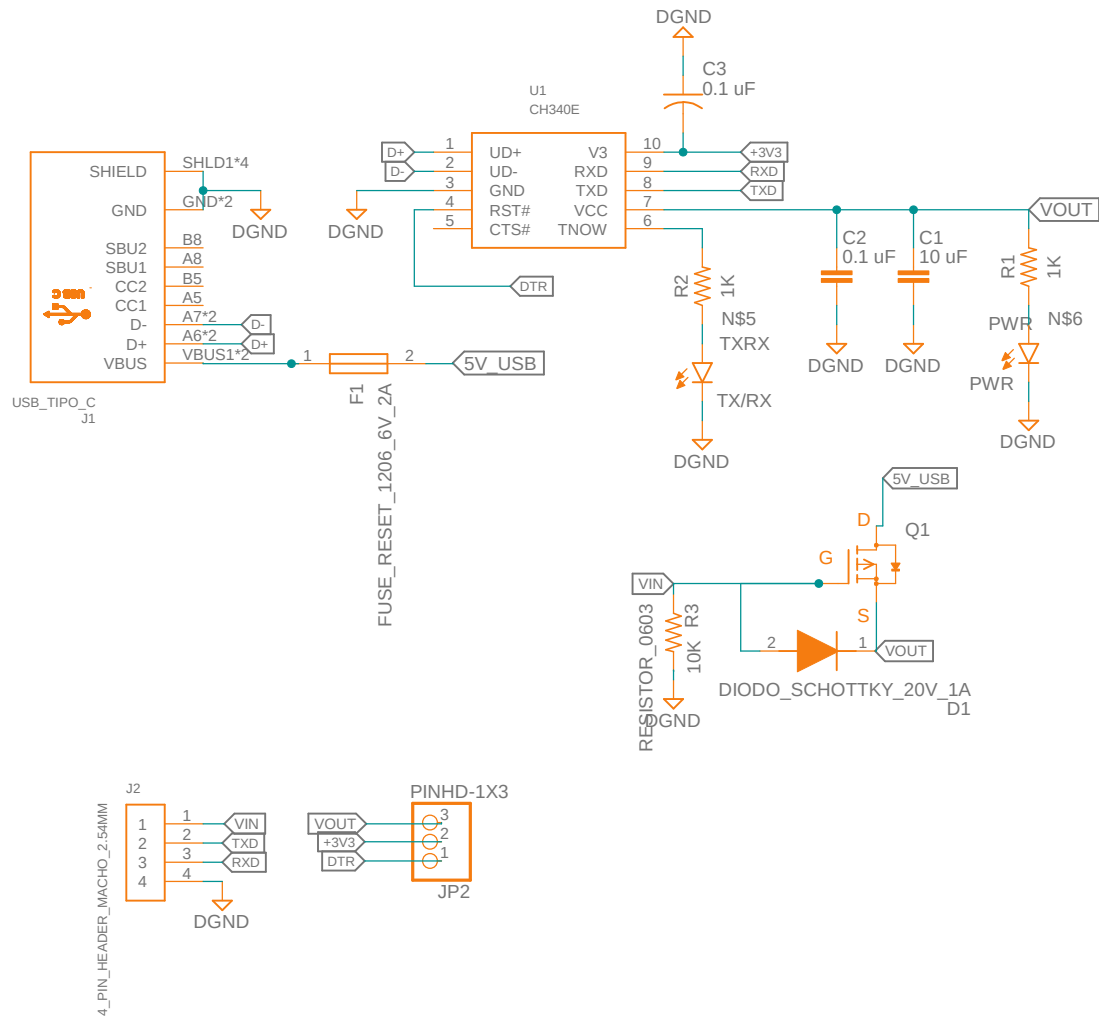 DGND
C3
0.1 uF
U1
CH340E
D+
D-
1
2
3
4
5
UD+
UD-
GND
RST#
CTS#
V3
RXD
TXD
VCC
TNOW
10
9
8
7
6
+3V3
RXD
TXD
DGND
DTR
SHIELD
GND
SBU2
SBU1
CC2
CC1
D-
D+
VBUS
SHLD1*4
GND*2
B8
A8
B5
A5
A7*2
A6*2
VBUS1*2
DGND
D-
D+
USB C
USB_TIPO_C
J1
1
2
F1
FUSE_RESET_1206_6V_2A
5V_USB
R2
1K
N$5
TXRX
TX/RX
DGND
C2
0.1 uF
DGND
C1
10 uF
DGND
VOUT
R1
1K
N$6
PWR
PWR
DGND
5V_USB
D
Q1
G
S
VIN
R3
10K
RESISTOR_0603
DGND
2
1
VOUT
DIODO_SCHOTTKY_20V_1A
D1
J2
4_PIN_HEADER_MACHO_2.54MM
1
2
3
4
1
2
3
4
VIN
TXD
RXD
DGND
PINHD-1X3
VOUT
+3V3
DTR
3
2
1
JP2